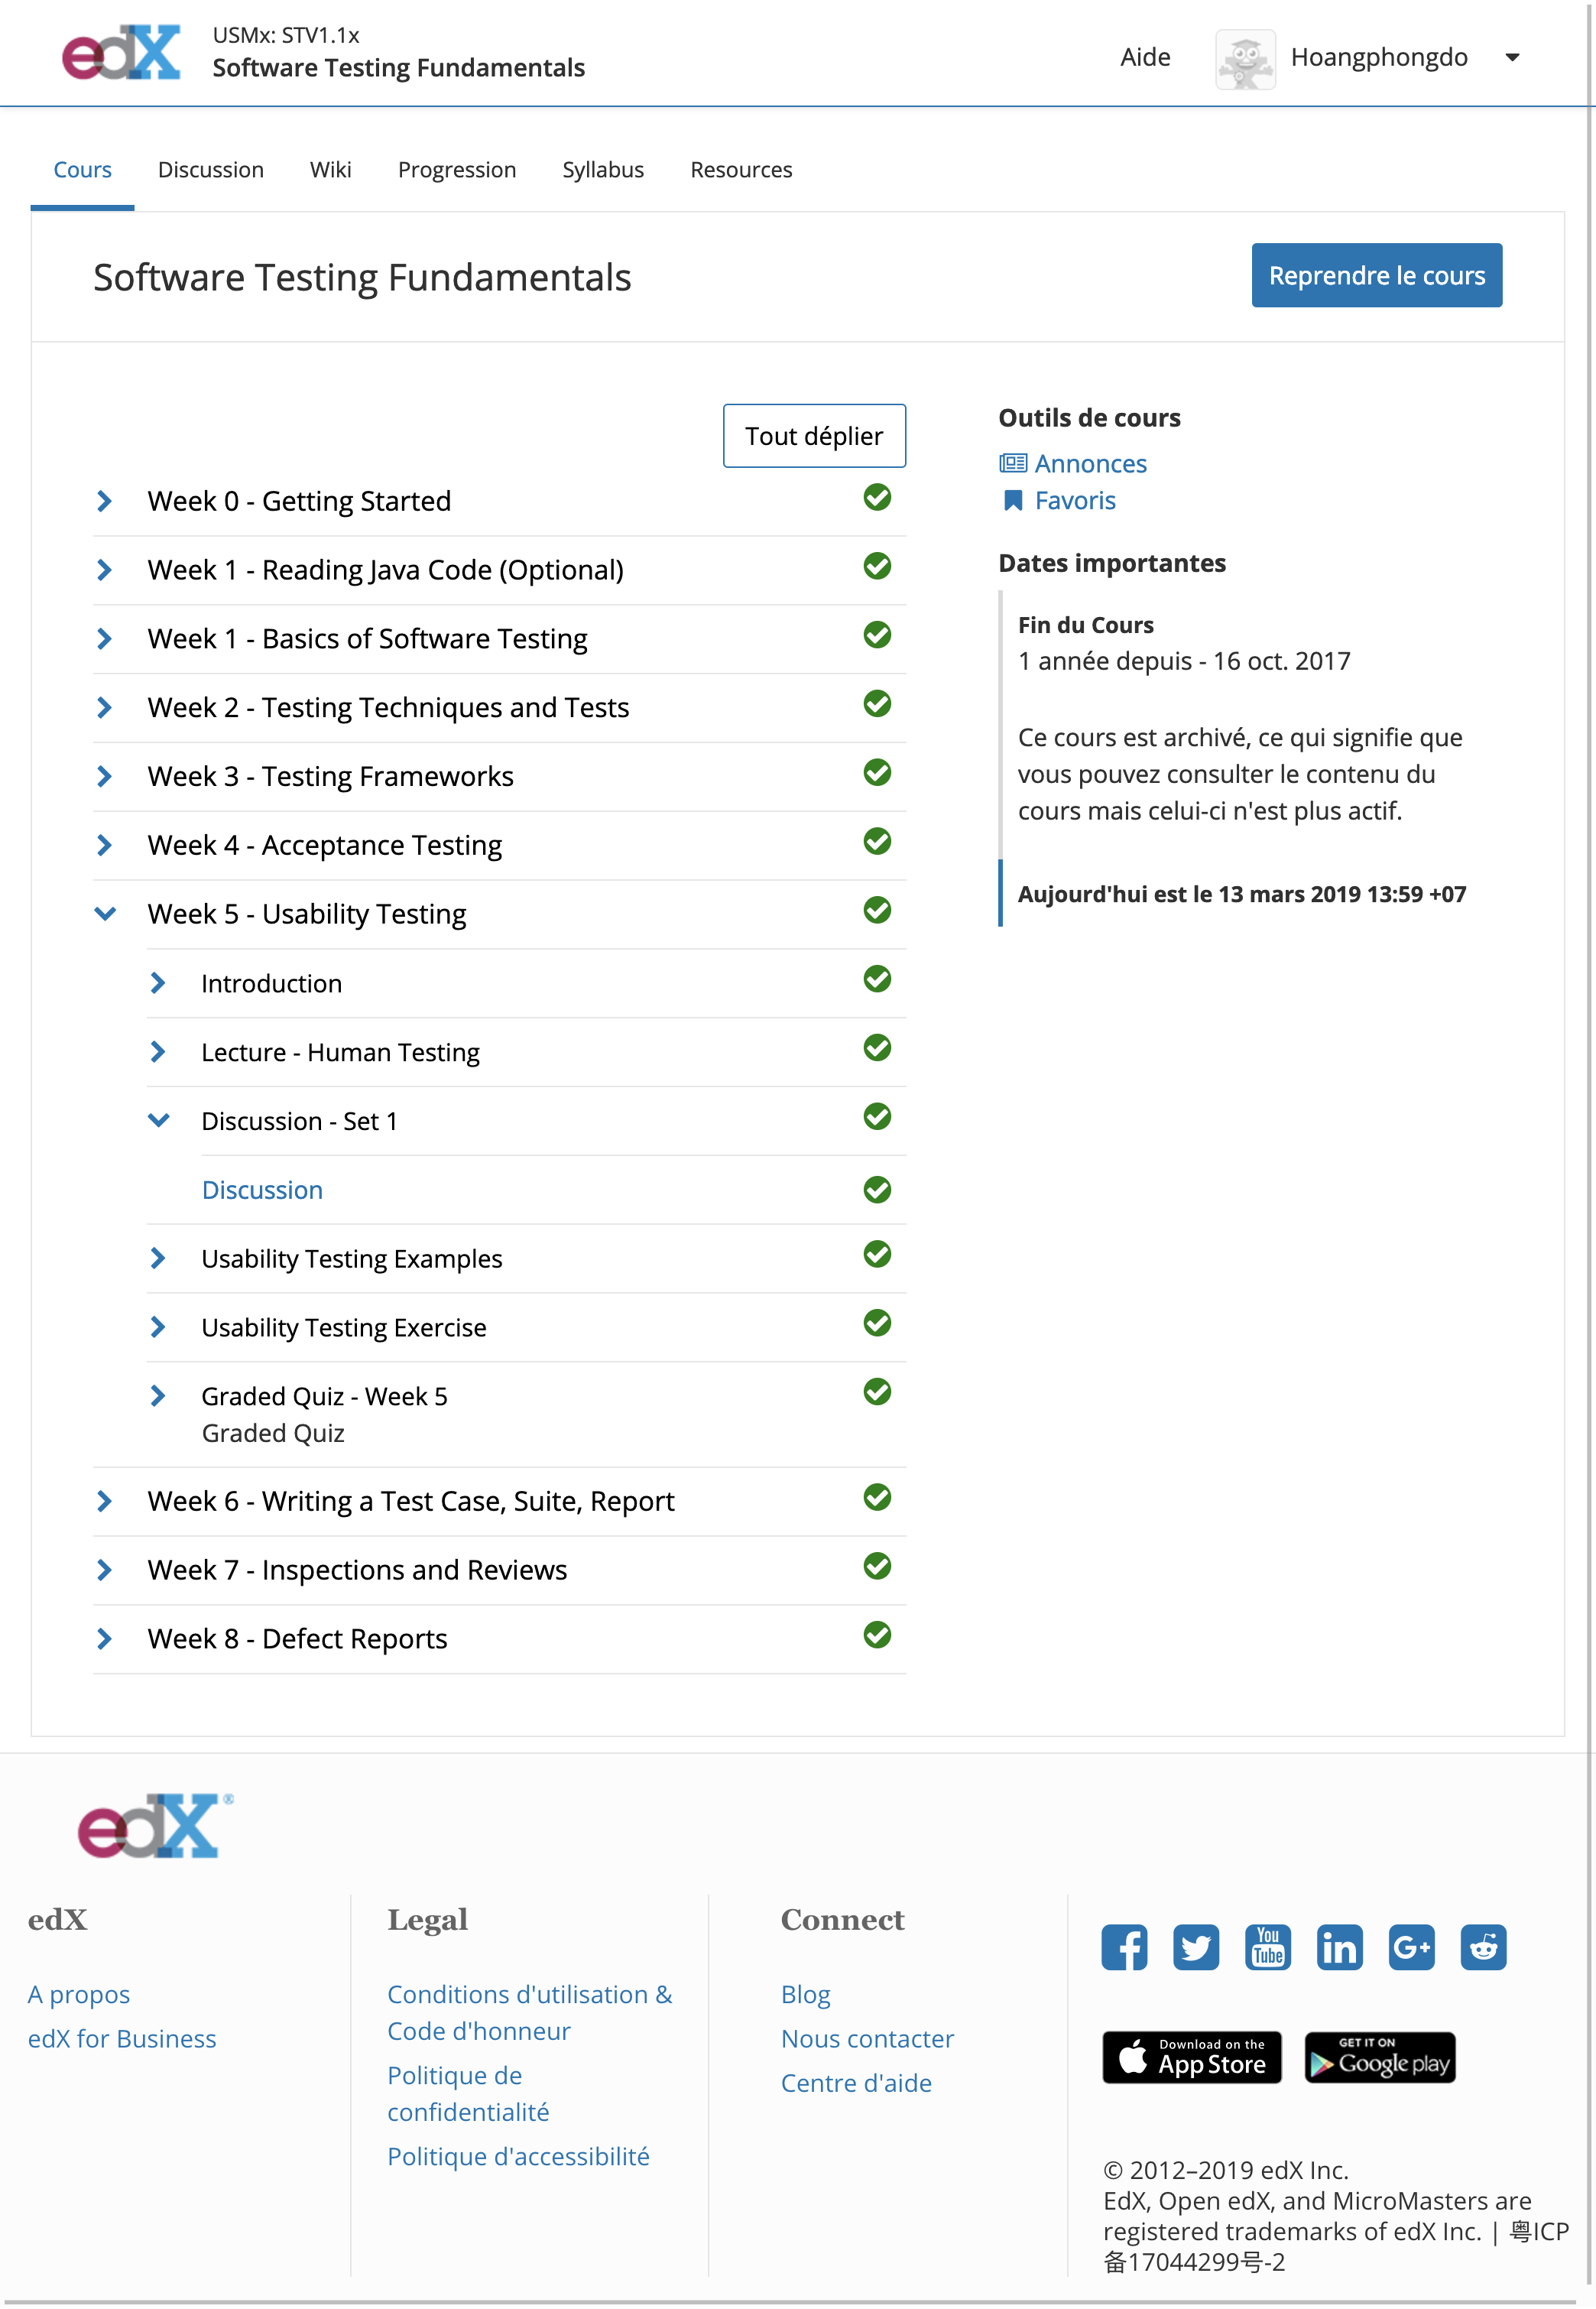 edX
USMx: STV1.1x
Software Testing Fundamentals
Aide
Hoangphongdo
Cours
Discussion
Wiki
Progression
Syllabus
Resources
Software Testing Fundamentals
Reprendre le cours
Tout déplier
Week 0 - Getting Started
Week 1 - Reading Java Code (Optional)
Week 1 - Basics of Software Testing
Week 2 - Testing Techniques and Tests
Week 3 - Testing Frameworks
Week 4 - Acceptance Testing
Week 5 - Usability Testing
Introduction
Lecture - Human Testing
Discussion - Set 1
Discussion
Usability Testing Examples
Usability Testing Exercise
Graded Quiz - Week 5
Graded Quiz
Week 6 - Writing a Test Case, Suite, Report
Week 7 - Inspections and Reviews
Week 8 - Defect Reports
Outils de cours
Annonces
Favoris
Dates importantes
Fin du Cours
1 année depuis - 16 oct. 2017
Ce cours est archivé, ce qui signifie que
vous pouvez consulter le contenu du
cours mais celui-ci n'est plus actif.
Aujourd'hui est le 13 mars 2019 13:59 +07
edX®
edX
A propos
edX for Business
Legal
Conditions d'utilisation &
Code d'honneur
Politique de
confidentialité
Politique d'accessibilité
Connect
Blog
Nous contacter
Centre d'aide
You
Tube
in
G+
Download on the
App Store
GET IT ON
Google play
© 2012–2019 edX Inc.
EdX, Open edX, and MicroMasters are
registered trademarks of edX Inc. | 粤ICP
备17044299号-2